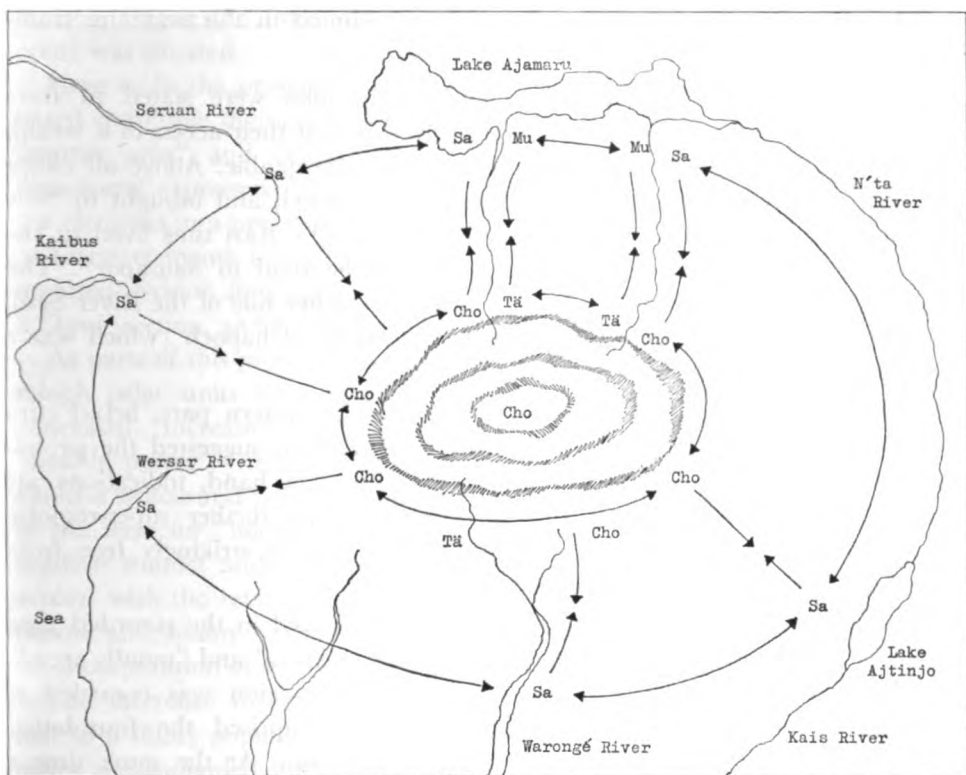 Lake Ajamaru
Seruan River
Sa
Mu
Mu
Sa
Sa
N'ta
River
Kaibus
River
Sa
Cho
Tä
Tä
Cho
Cho
Cho
Wersar River
Cho
Cho
Sa
Tä
Cho
Sea
Sa
Sa
Lake
Ajtinjo
Warongé River
Kais River